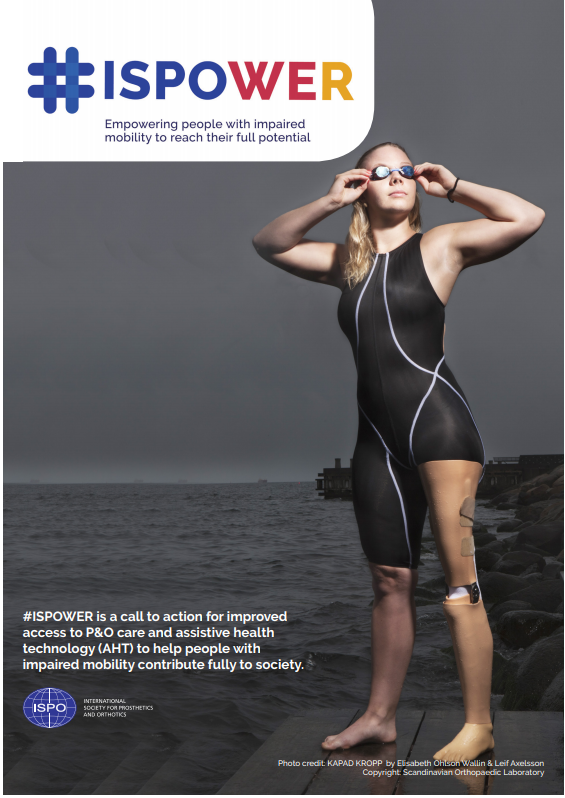 #ISPOWER
Empowering people with impaired
mobility to reach their full potential
#ISPOWER is a call to action for improved
access to P&O care and assistive health
technology (AHT) to help people with
impaired mobility contribute fully to society.
ISPO
INTERNATIONAL
SOCIETY FOR PROSTHETICS
AND ORTHOTICS
Photo credit: KAPAD KROPP by Elisabeth Ohlson Wallin & Leif Axelsson
Copyright: Scandinavian Orthopaedic Laboratory